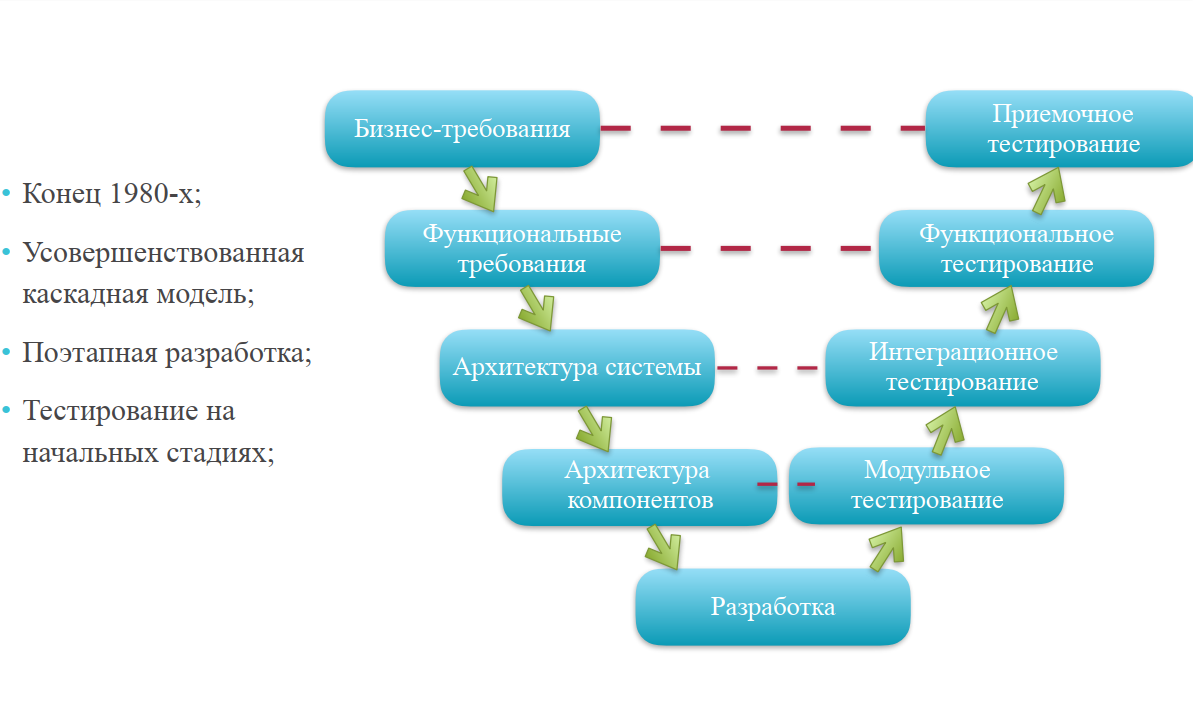 Конец 1980-х;
Усовершенствованная
каскадная модель;
Поэтапная разработка;
Тестирование на
начальных стадиях;
Бизнес-требования
Приемочное
тестирование
Функциональные
требования
Функциональное
тестирование
Архитектура системы
Интеграционное
тестирование
Архитектура
компонентов
Модульное
тестирование
Разработка